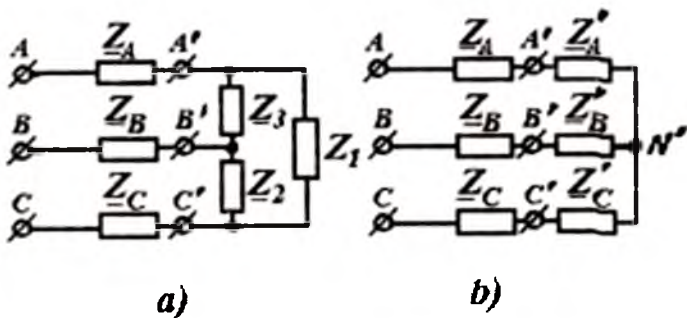 A Z_A A'
B Z_B B' Z_3
Z_1
C Z_C C' Z_2
a)
A Z_A A' Z'_A
B Z_B B' Z'_B N"
C Z_C C' Z'_C
b)